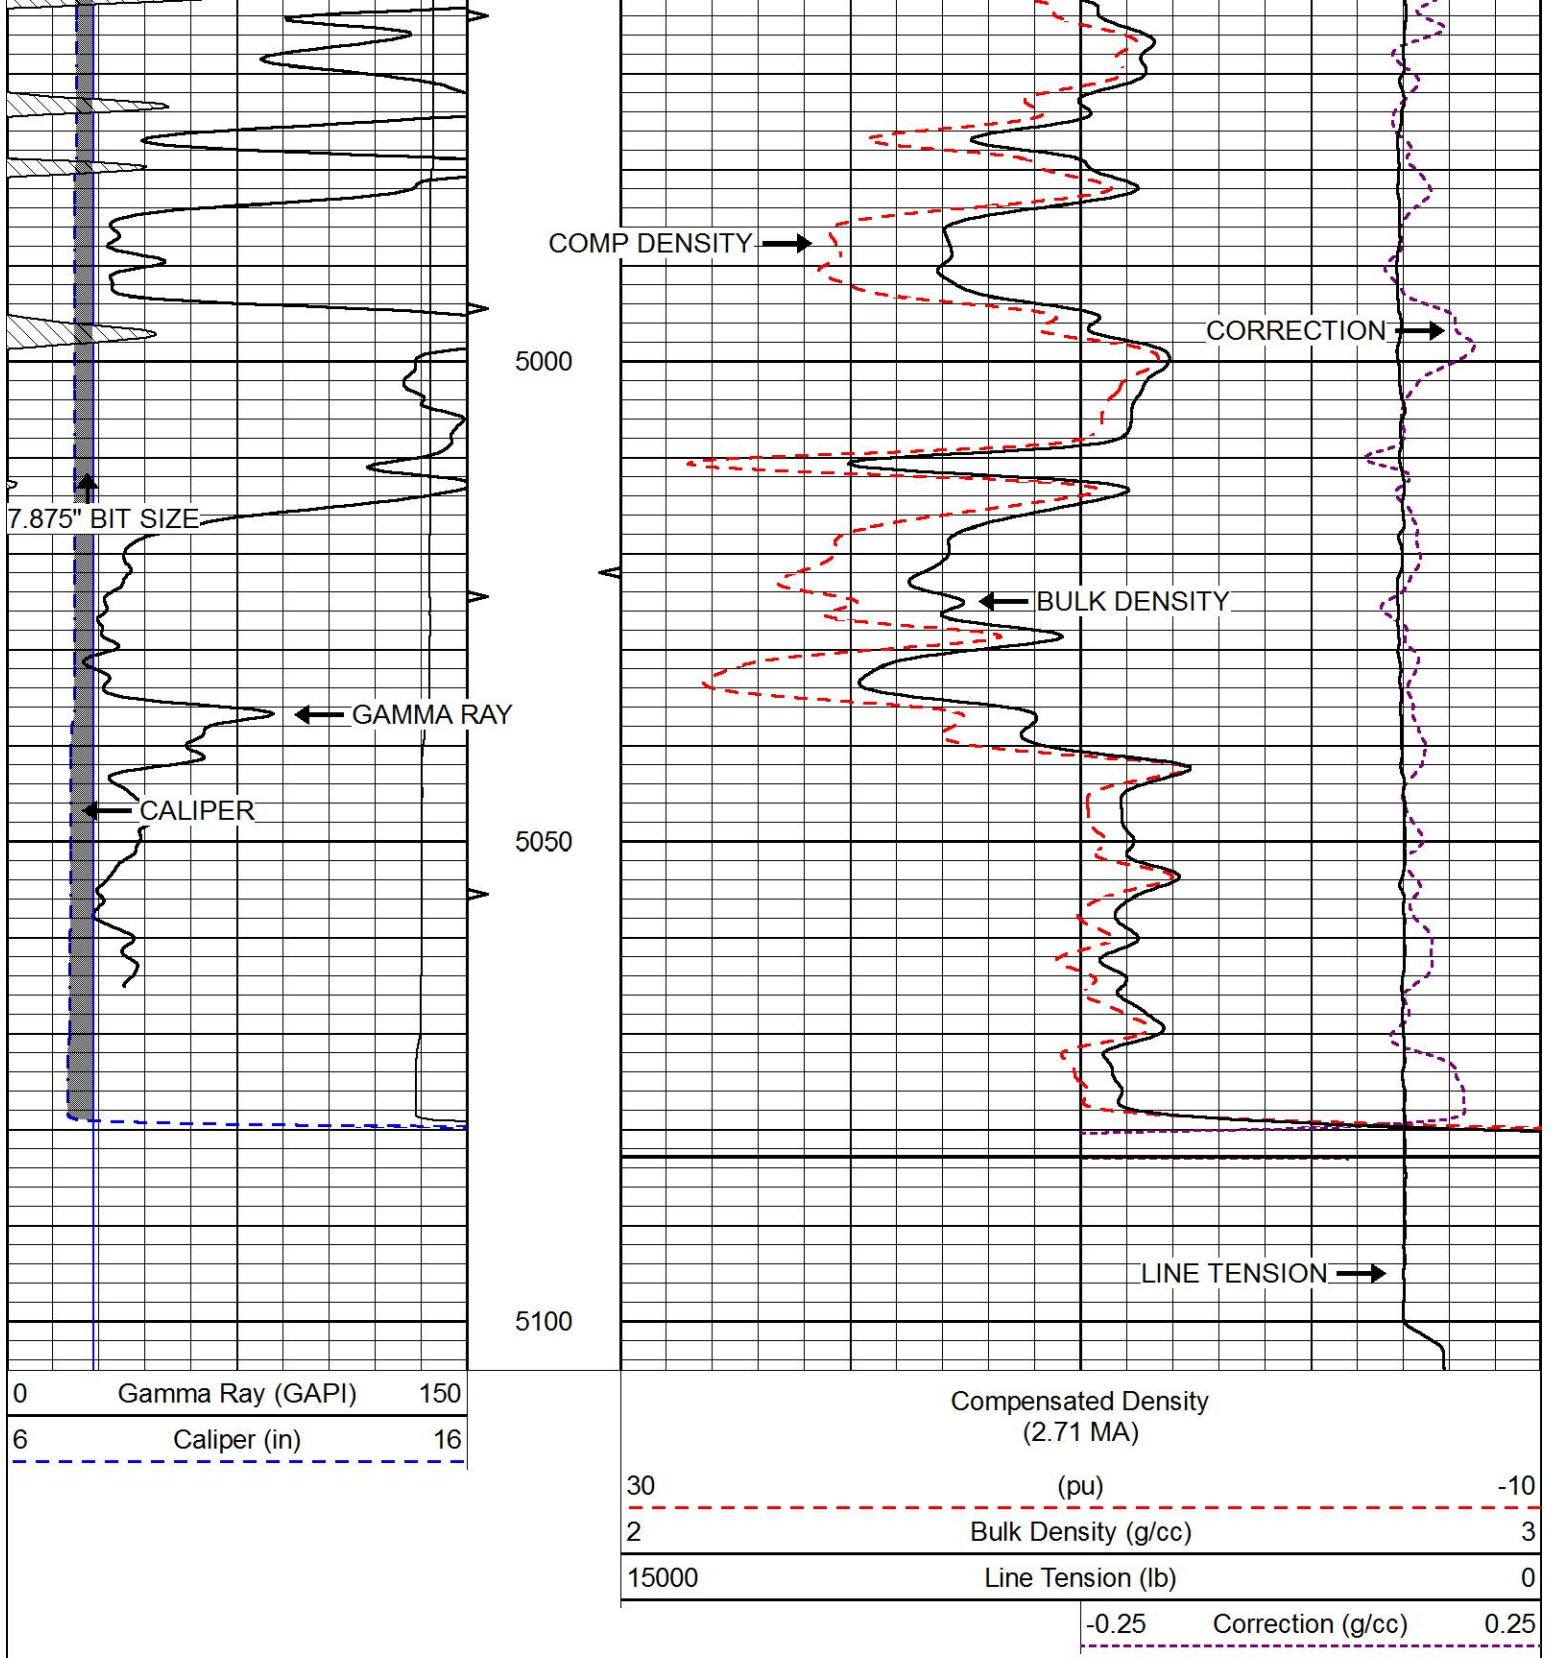 COMP DENSITY
CORRECTION
5000
7.875" BIT SIZE
BULK DENSITY
GAMMA RAY
CALIPER
5050
LINE TENSION
5100
0 Gamma Ray (GAPI) 150
6 Caliper (in) 16
Compensated Density
(2.71 MA)
30 (pu) -10
2 Bulk Density (g/cc) 3
15000 Line Tension (lb) 0
-0.25 Correction (g/cc) 0.25